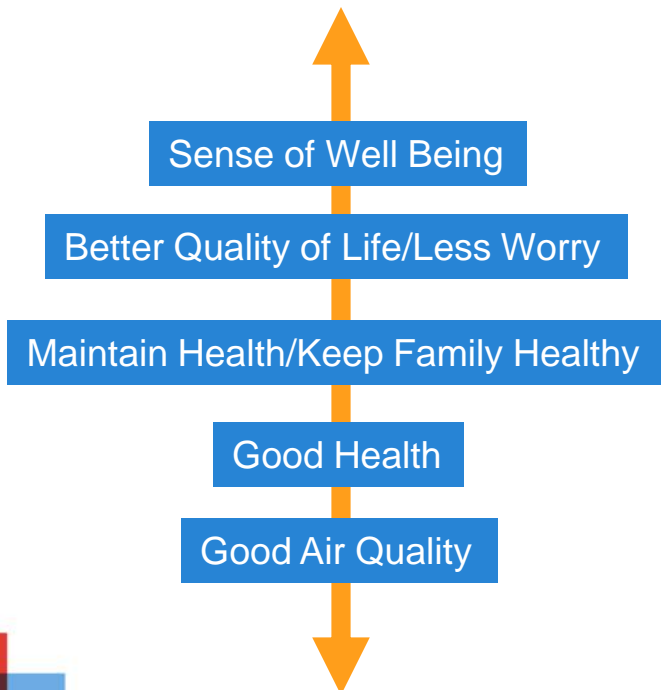 Sense of Well Being
Better Quality of Life/Less Worry
Maintain Health/Keep Family Healthy
Good Health
Good Air Quality